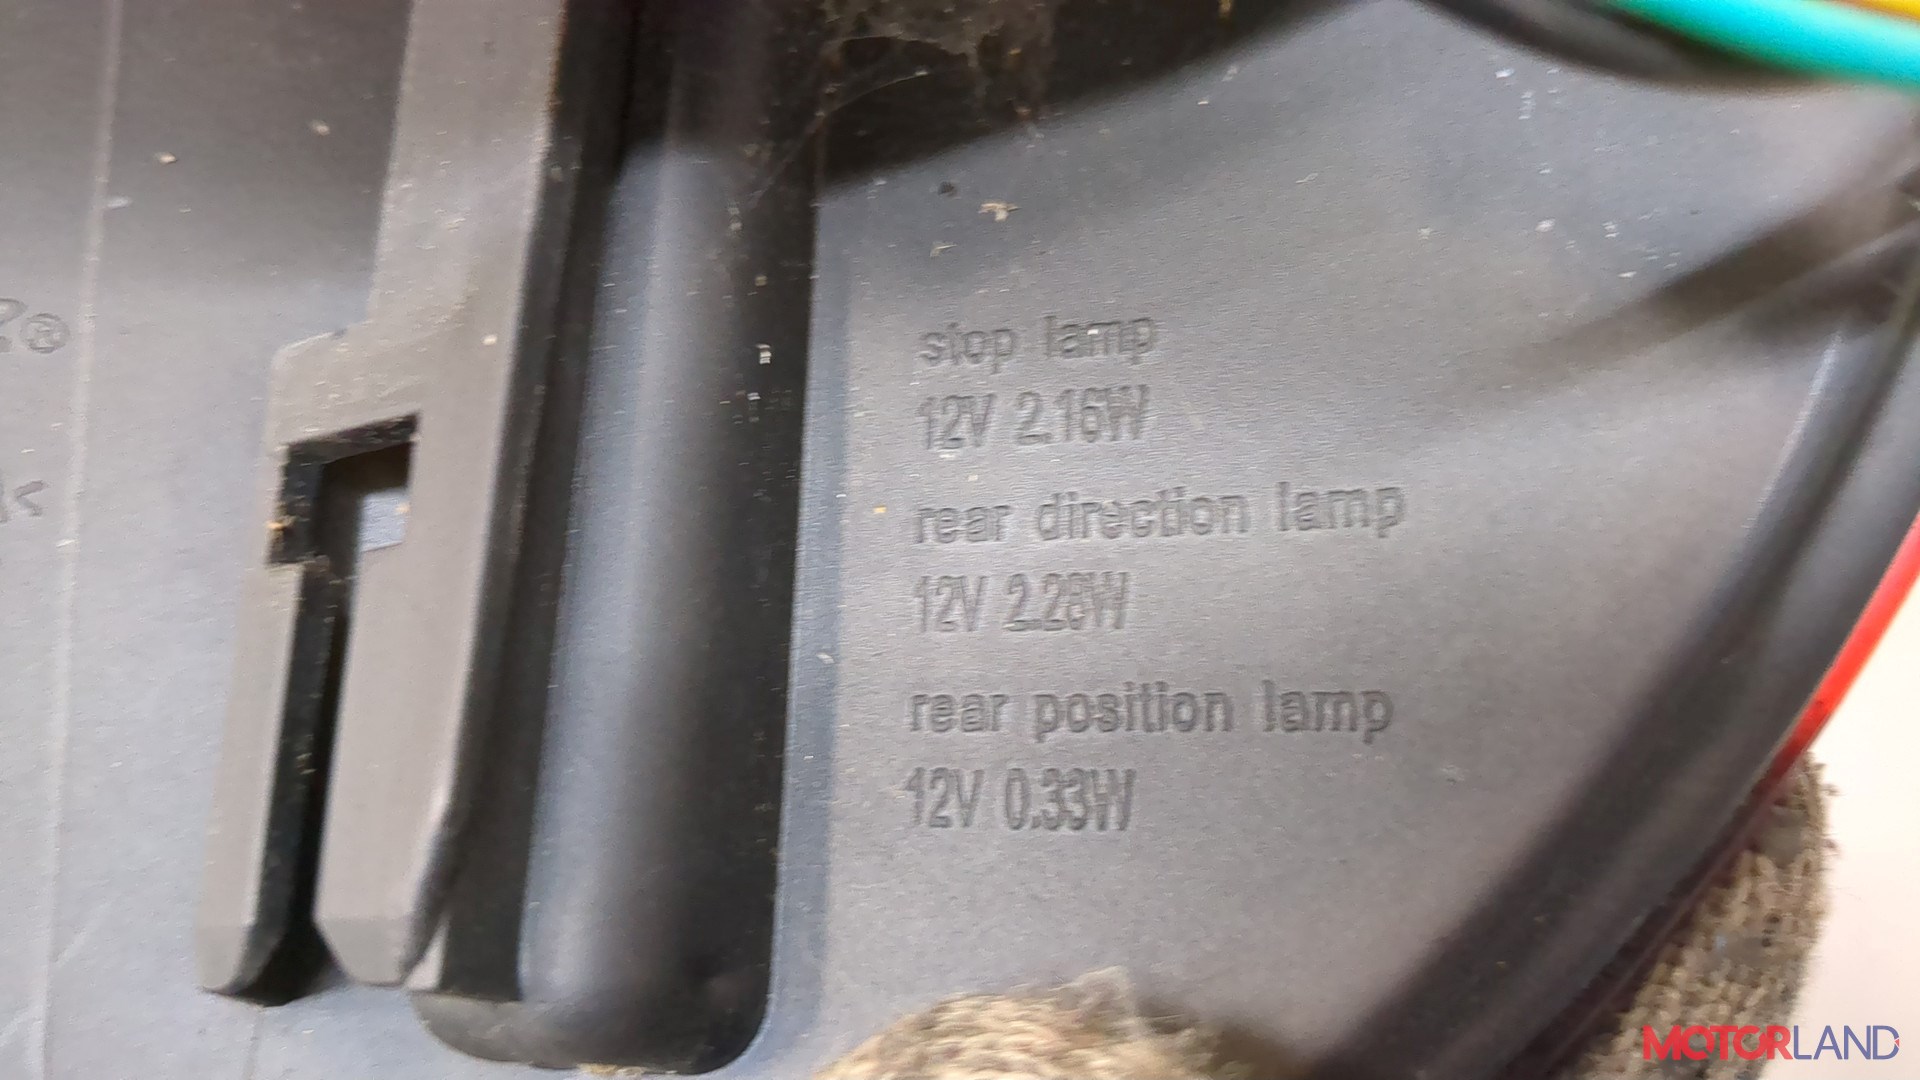 stop lamp
12V 2.16W
rear direction lamp
12V 2.28W
rear position lamp
12V 0.33W
MOTORLAND